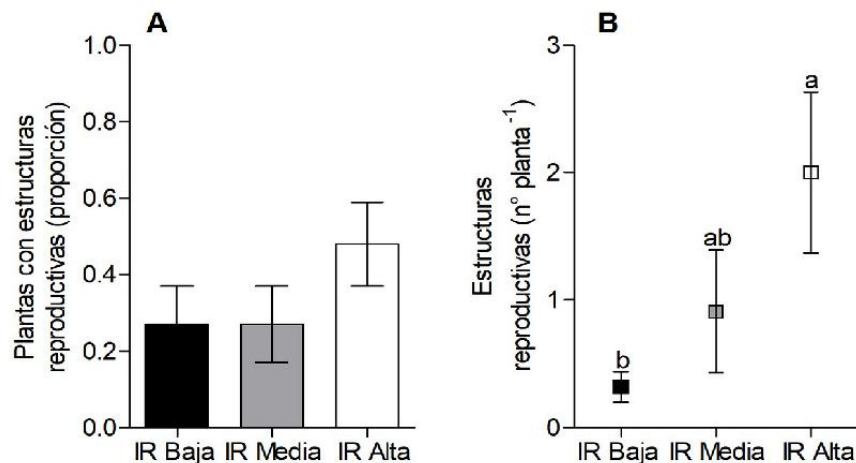 A
Plantas con estructuras
reproductivas (proporción)
1.0
0.8
0.6
0.4
0.2
0.0
IR Baja IR Media IR Alta
B
Estructuras
reproductivas (n° planta⁻¹)
3
2
1
0
b
ab
a
IR Baja IR Media IR Alta